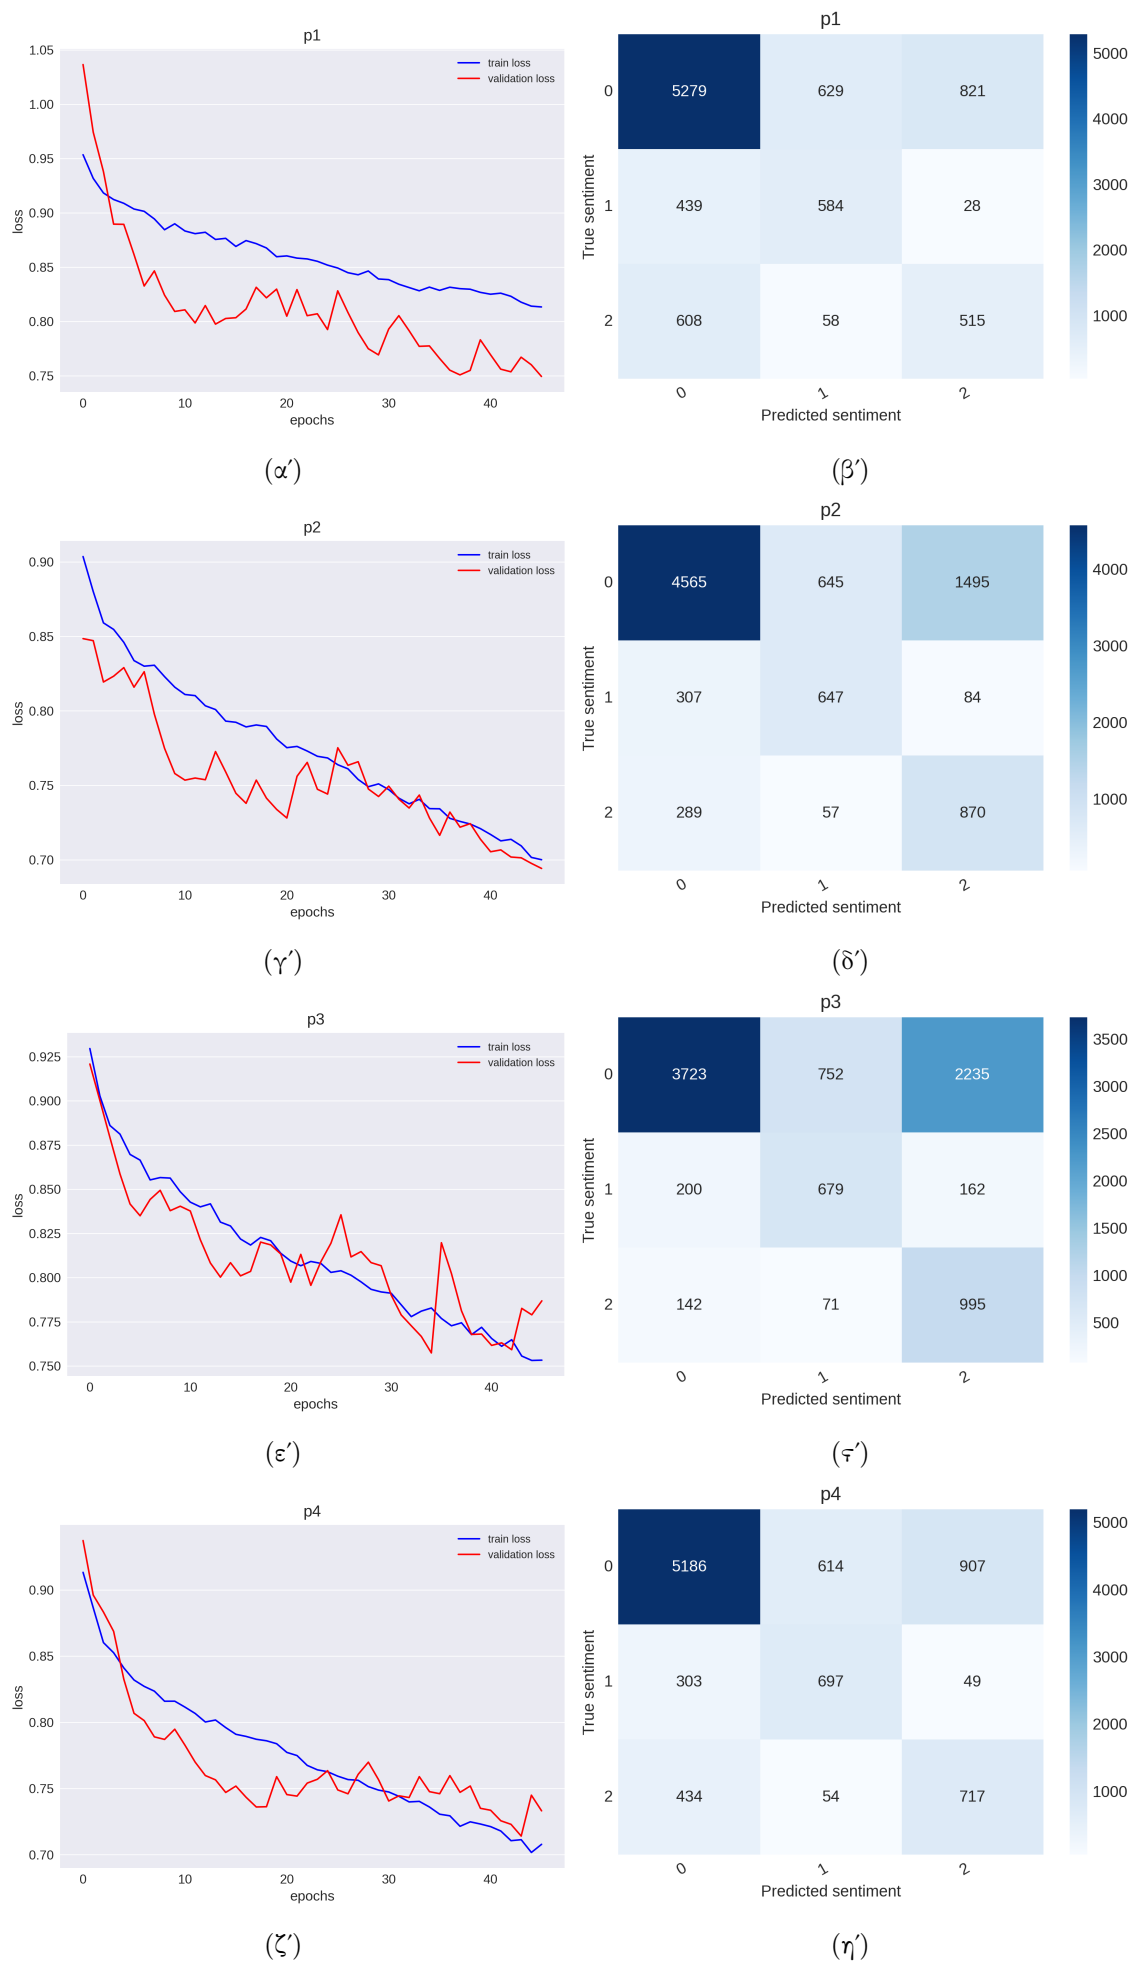 p1
train loss
validation loss
1.05
1.00
0.95
0.90
0.85
0.80
0.75
loss
0 10 20 30 40
epochs
(α′)
p1
True sentiment
0 5279 629 821
1 439 584 28
2 608 58 515
0 1 2
Predicted sentiment
5000
4000
3000
2000
1000
(β′)
p2
train loss
validation loss
0.90
0.85
0.80
0.75
0.70
loss
0 10 20 30 40
epochs
(γ′)
p2
True sentiment
0 4565 645 1495
1 307 647 84
2 289 57 870
0 1 2
Predicted sentiment
4000
3000
2000
1000
(δ′)
p3
train loss
validation loss
0.925
0.900
0.875
0.850
0.825
0.800
0.775
0.750
loss
0 10 20 30 40
epochs
(ε′)
p3
True sentiment
0 3723 752 2235
1 200 679 162
2 142 71 995
0 1 2
Predicted sentiment
3500
3000
2500
2000
1500
1000
500
(ϛ′)
p4
train loss
validation loss
0.90
0.85
0.80
0.75
0.70
loss
0 10 20 30 40
epochs
(ζ′)
p4
True sentiment
0 5186 614 907
1 303 697 49
2 434 54 717
0 1 2
Predicted sentiment
5000
4000
3000
2000
1000
(η′)